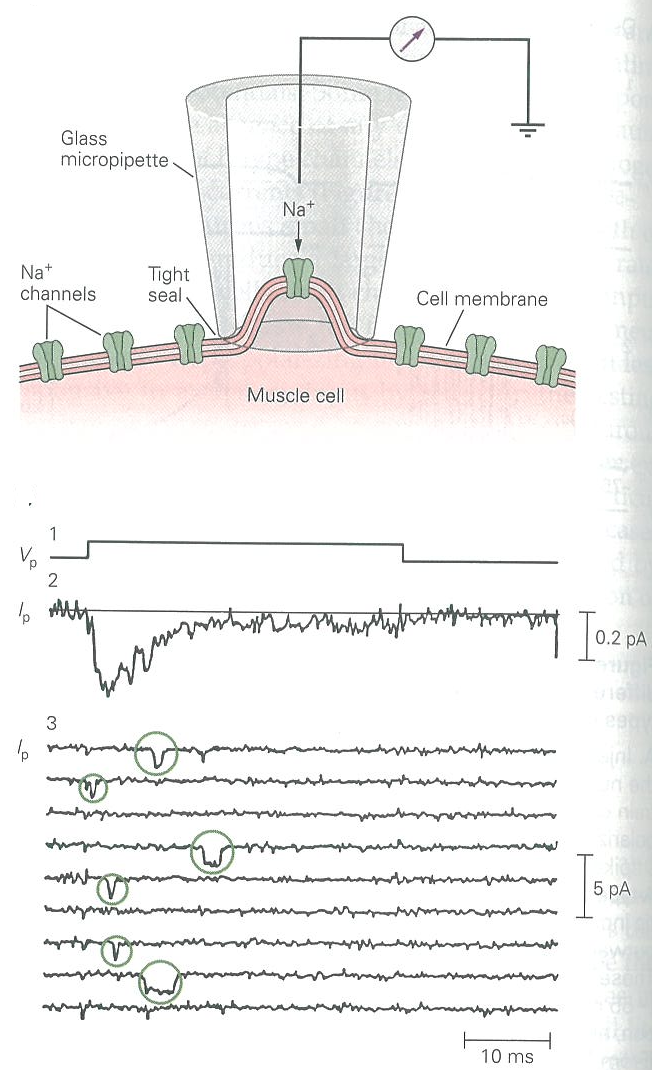 Glass
micropipette
Na+
Na+
channels
Tight
seal
Cell membrane
Muscle cell
1
Vp
2
Ip
0.2 pA
3
Ip
5 pA
10 ms